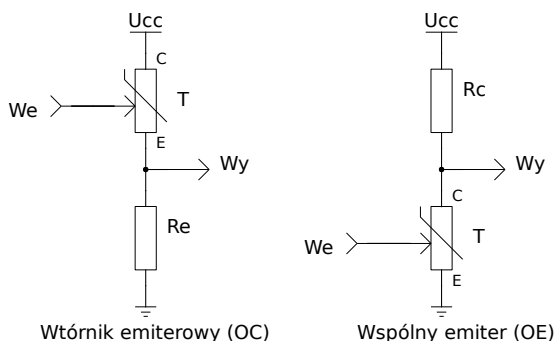 Ucc
C
T
We
E
Wy
Re
Wtórnik emiterowy (OC)
Ucc
Rc
Wy
C
T
We
E
Wspólny emiter (OE)